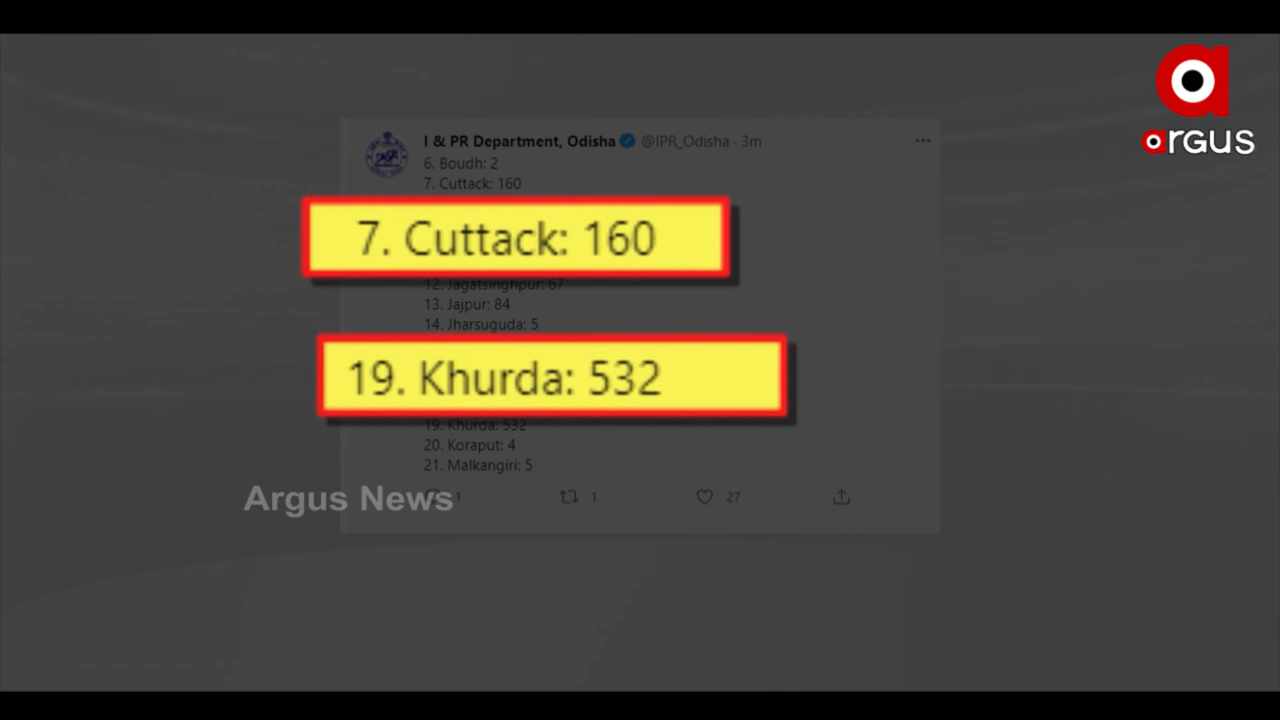 argus
I & PR Department, Odisha @IPR_Odisha · 3m
6. Boudh: 2
7. Cuttack: 160
7. Cuttack: 160
12. Jagatsinghpur: 67
13. Jajpur: 84
14. Jharsuguda: 5
19. Khurda: 532
19. Khurda: 532
20. Koraput: 4
21. Malkangiri: 5
Argus News
1 1 27